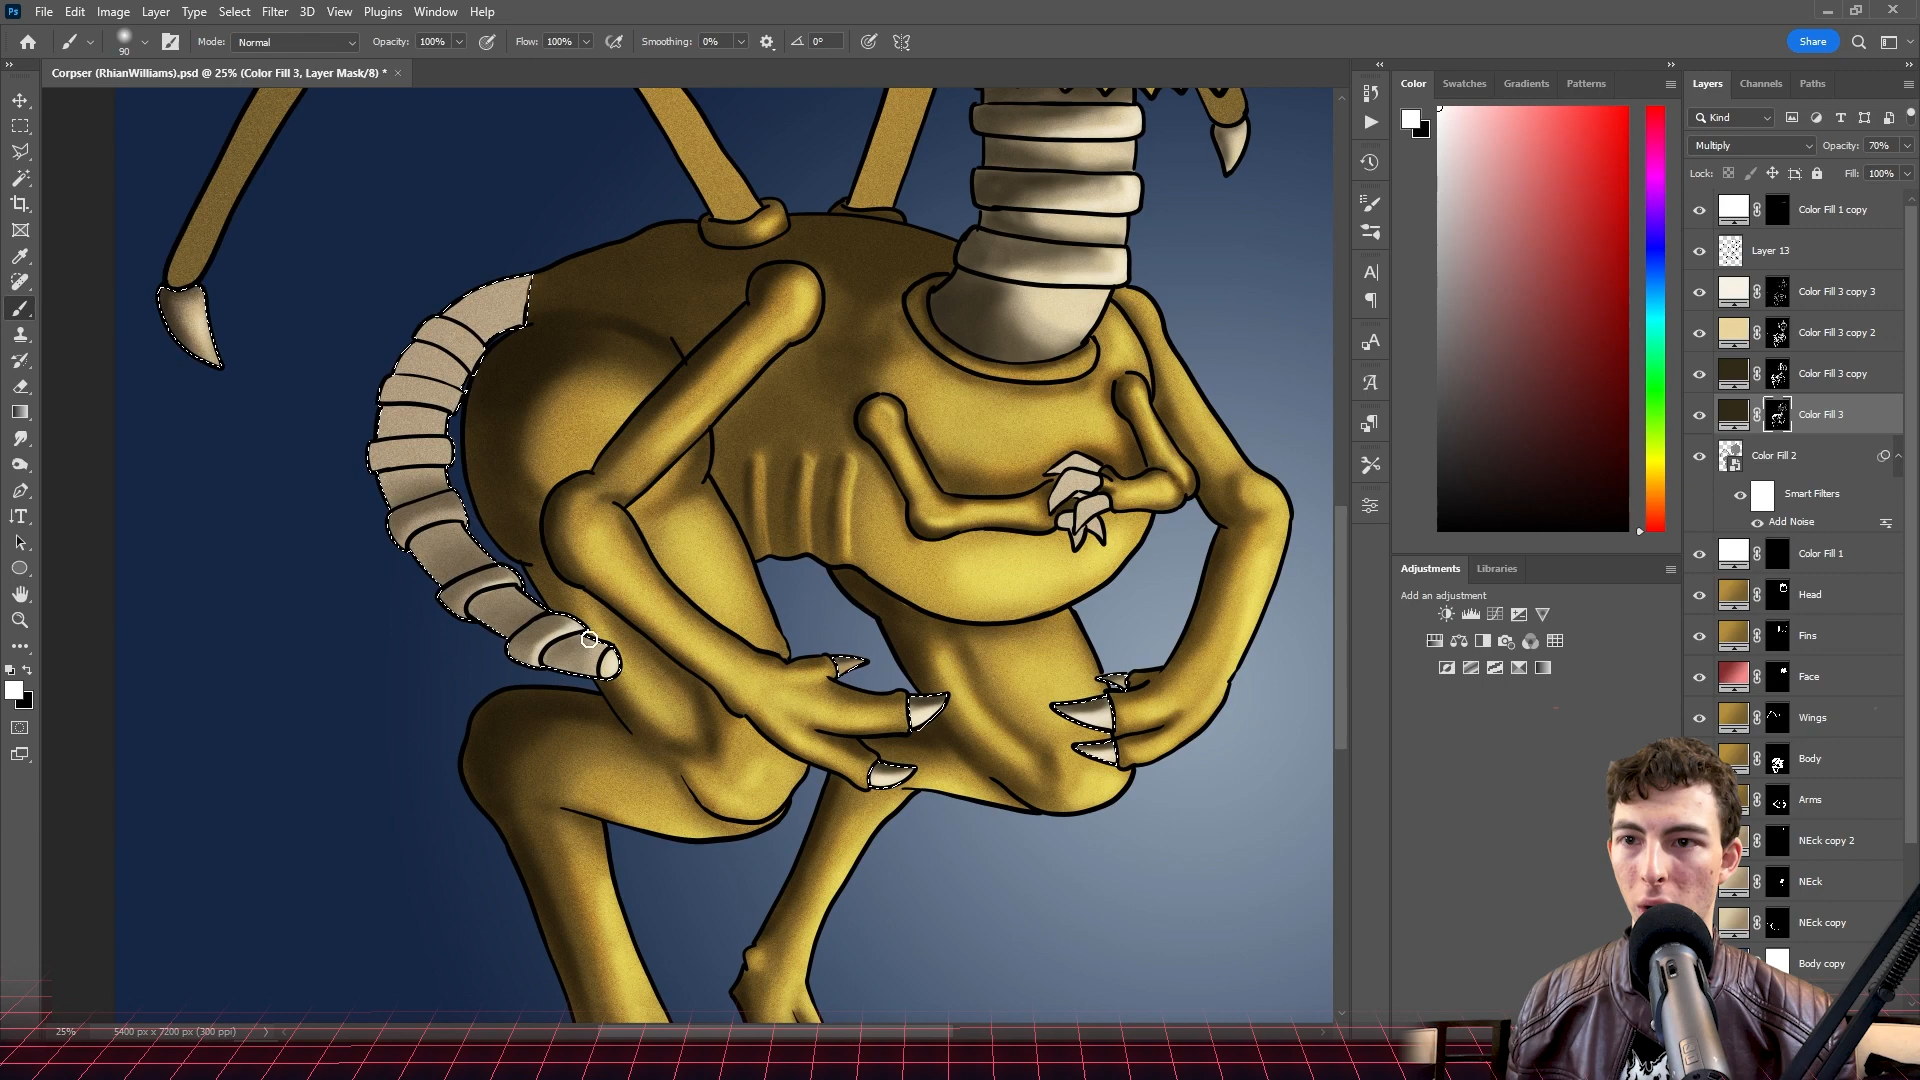 Ps File Edit Image Layer Type Select Filter 3D View Plugins Window Help
90 Mode: Normal Opacity: 100% Flow: 100% Smoothing: 0% 0° Share
Corpser (RhianWilliams).psd @ 25% (Color Fill 3, Layer Mask/8) *
Color Swatches Gradients Patterns
Layers Channels Paths
Kind
Multiply Opacity: 70%
Lock: Fill: 100%
Color Fill 1 copy
Layer 13
Color Fill 3 copy 3
Color Fill 3 copy 2
Color Fill 3 copy
Color Fill 3
Color Fill 2
Smart Filters
Add Noise
Color Fill 1
Head
Fins
Face
Wings
Body
Arms
NEck copy 2
NEck
NEck copy
Body copy
Adjustments Libraries
Add an adjustment
25% 5400 px x 7200 px (300 ppi)